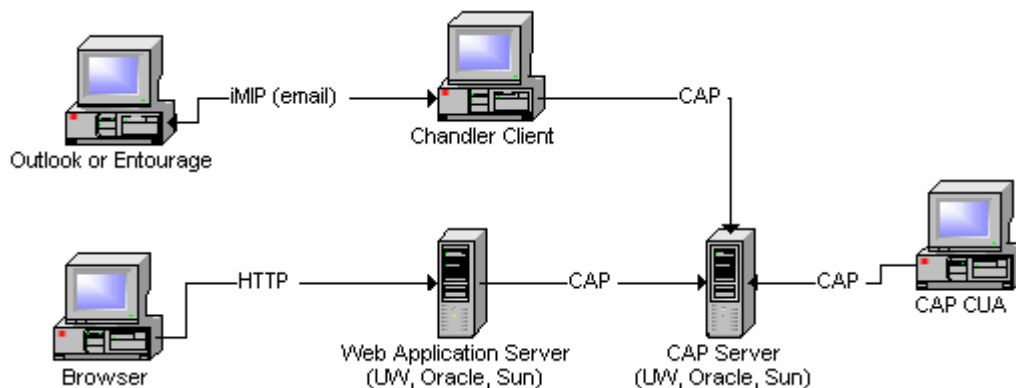 iMIP (email)
CAP
Outlook or Entourage
Chandler Client
HTTP
CAP
CAP
CAP CUA
Browser
Web Application Server
(UW, Oracle, Sun)
CAP Server
(UW, Oracle, Sun)